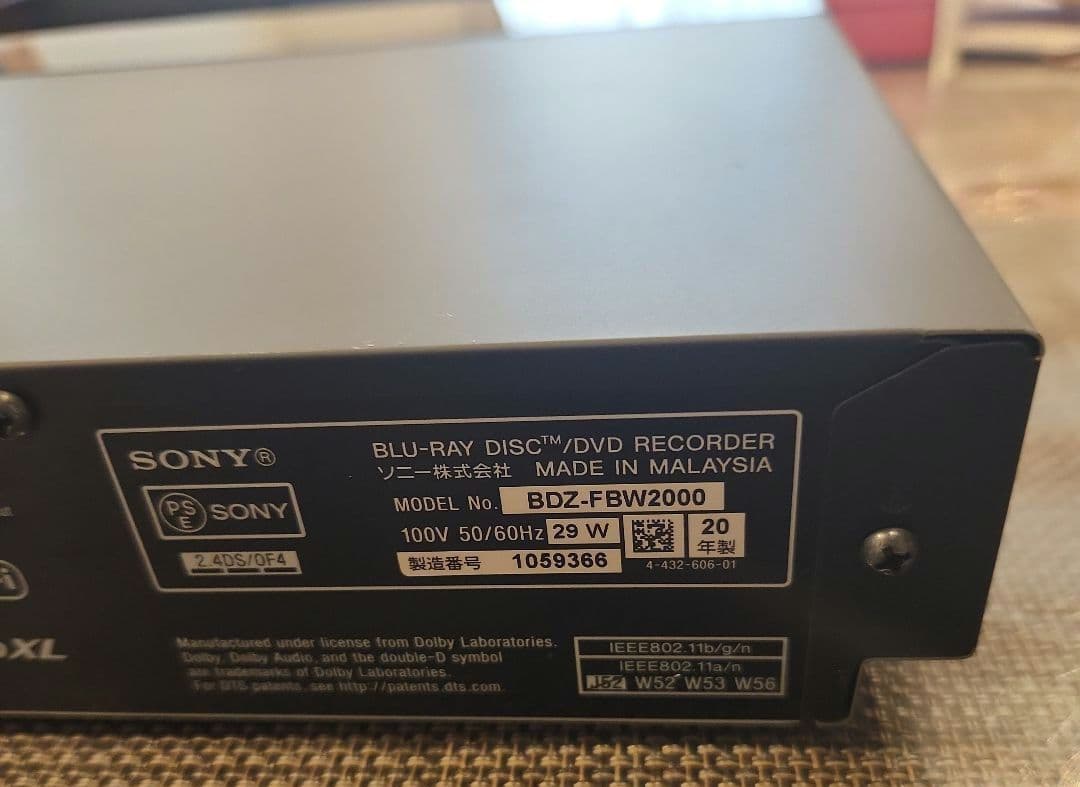 SONY®
BLU-RAY DISC™/DVD RECORDER
ソニー株式会社 MADE IN MALAYSIA
PS
E
SONY
MODEL No. BDZ-FBW2000
100V 50/60Hz 29 W
20
年製
2.4DS/OF4
製造番号 1059366
4-432-606-01
XL
Manufactured under license from Dolby Laboratories.
Dolby, Dolby Audio, and the double-D symbol
are trademarks of Dolby Laboratories.
For DTS patents, see http://patents.dts.com.
IEEE802.11b/g/n
IEEE802.11a/n
J52 W52 W53 W56